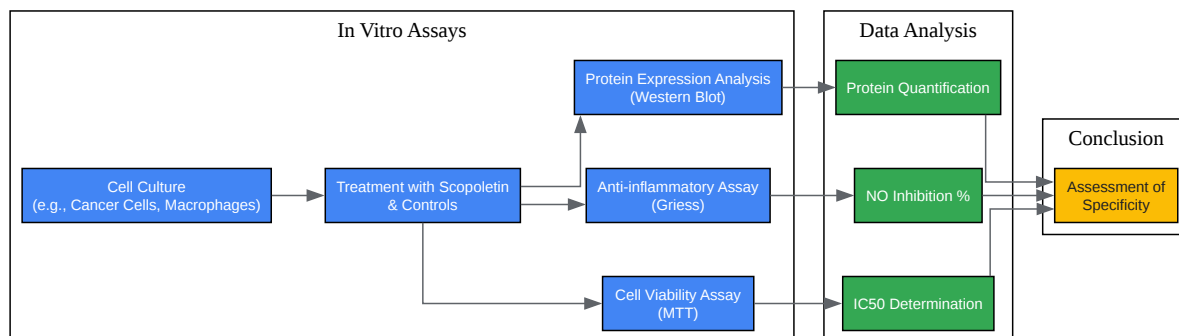 In Vitro Assays
Data Analysis
Conclusion
Protein Expression Analysis
(Western Blot)
Protein Quantification
Cell Culture
(e.g., Cancer Cells, Macrophages)
Treatment with Scopoletin
& Controls
Anti-inflammatory Assay
(Griess)
NO Inhibition %
Assessment of
Specificity
Cell Viability Assay
(MTT)
IC50 Determination